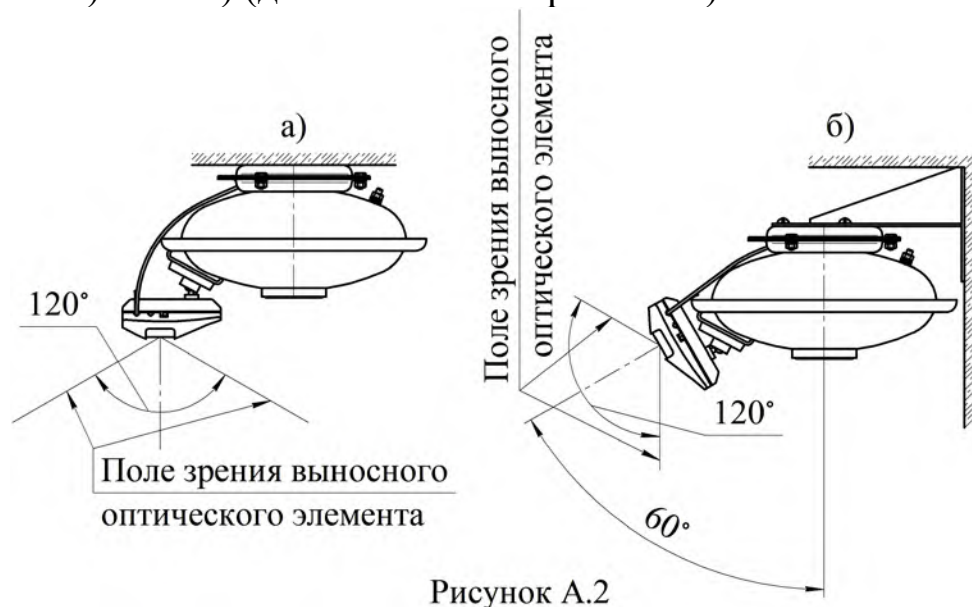 а)
120°
Поле зрения выносного
оптического элемента
б)
Поле зрения выносного
оптического элемента
120°
60°
Рисунок А.2